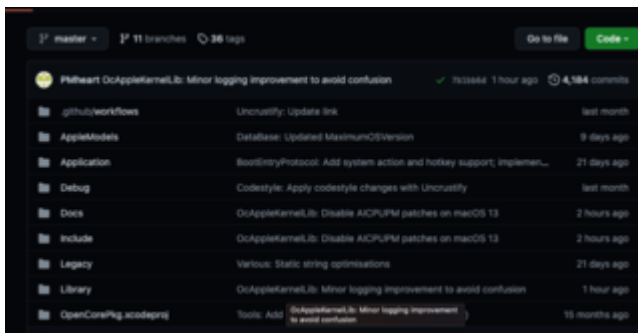 master 11 branches 36 tags Go to file Code
PMheart OcAppleKernelLib: Minor logging improvement to avoid confusion 1 hour ago 4,184 commits
.github/workflows Uncrustify: Update link last month
AppleModels DataBase: Updated MaximumOSVersion 9 days ago
Application BootEntryProtocol: Add system action and hotkey support; implemen... 21 days ago
Debug Codestyle: Apply codestyle changes with Uncrustify last month
Docs OcAppleKernelLib: Disable AICPUPM patches on macOS 13 2 hours ago
Include OcAppleKernelLib: Disable AICPUPM patches on macOS 13 2 hours ago
Legacy Various: Static string optimisations 21 days ago
Library OcAppleKernelLib: Minor logging improvement to avoid confusion 1 hour ago
OpenCorePkg.xcodeproj Tools: Add ) 15 months ago
OcAppleKernelLib: Minor logging improvement
to avoid confusion